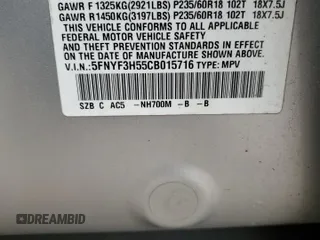 GAWR F 1325KG(2921LBS) P235/60R18 102T 18X7.5J
GAWR R1450KG(3197LBS) P235/60R18 102T 18X7.5J
THIS VEHICLE CONFORMS TO ALL APPLICABLE
FEDERAL MOTOR VEHICLE SAFETY AND
THEFT PREVENTION STANDARDS IN EFFECT ON
THE DATE OF MANUFACTURE SHOWN ABOVE.
V.I.N.:5FNYF3H55CB015716 TYPE: MPV
SZB C AC5 -NH700M -B -B
DREAMBID